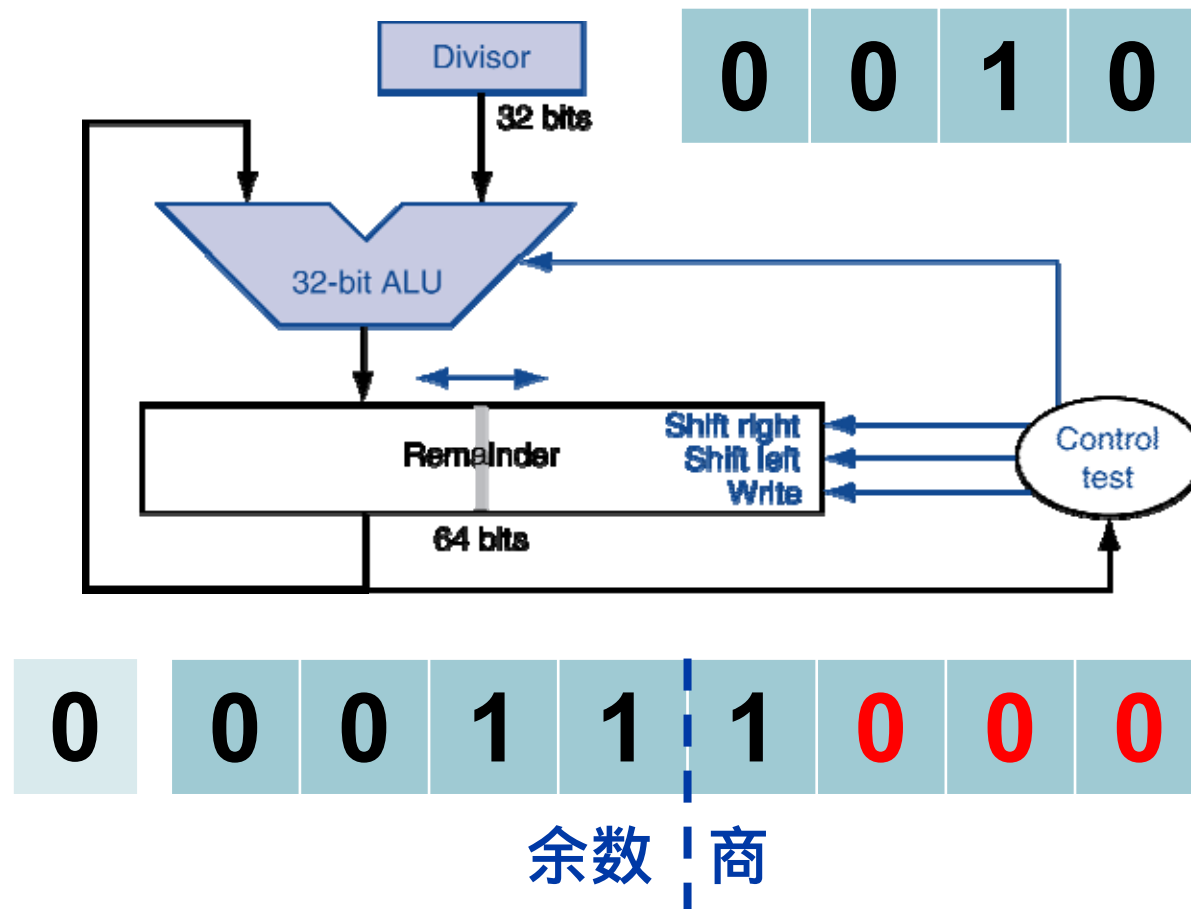 Divisor
0 0 1 0
32 bits
32-bit ALU
Remainder
Shift right
Shift left
Write
Control
test
64 bits
0 0 0 1 1 1 0 0 0
余数 商